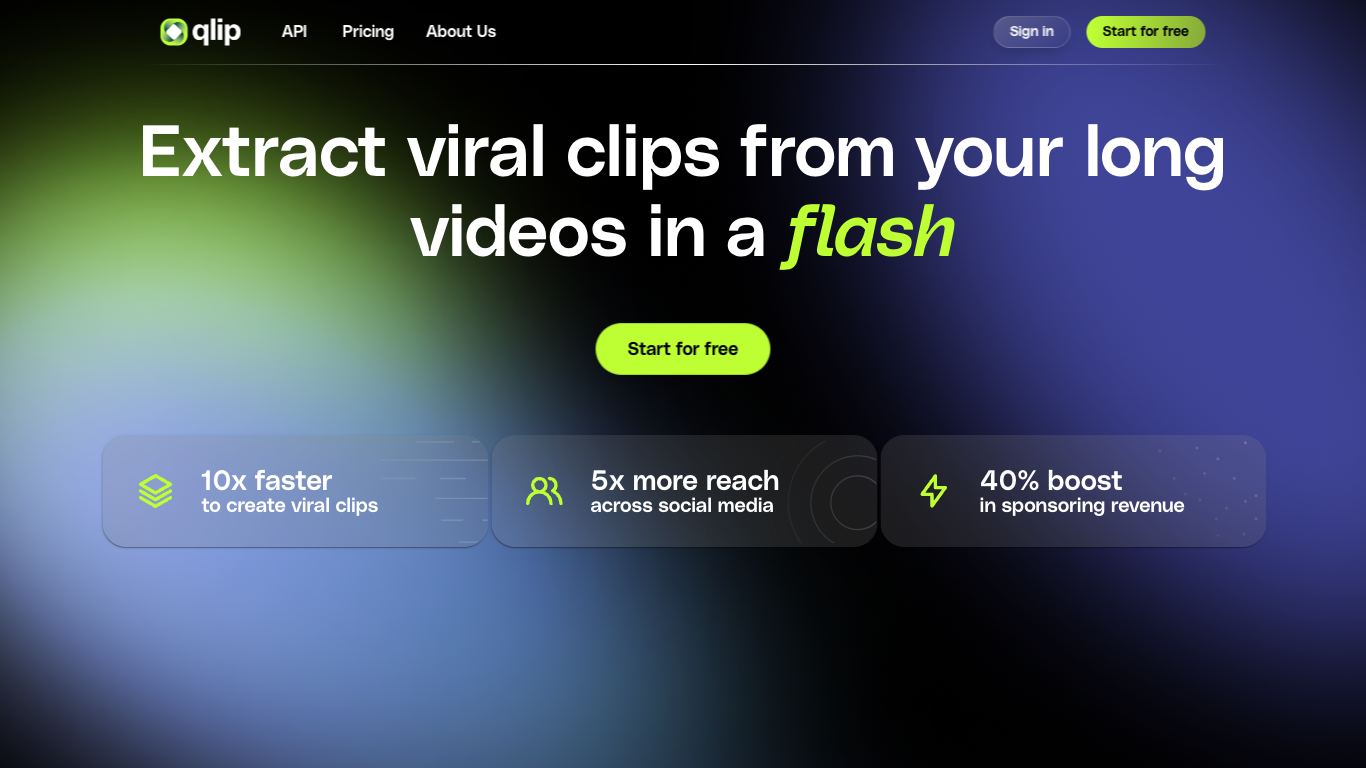 qlip
API
Pricing
About Us
Sign in
Start for free
Extract viral clips from your long
videos in a flash
Start for free
10x faster
to create viral clips
5x more reach
across social media
40% boost
in sponsoring revenue